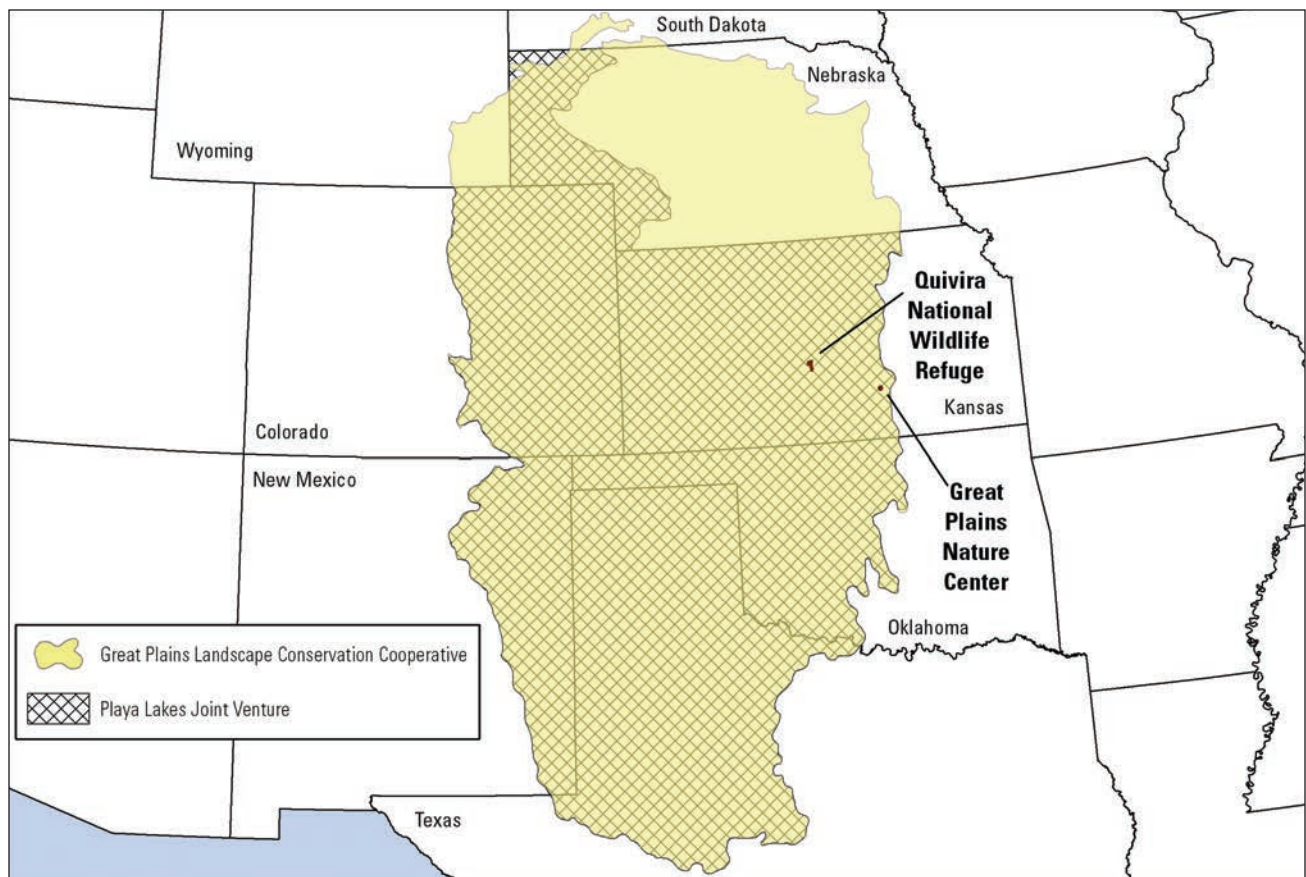 South Dakota
Nebraska
Wyoming
Quivira
National
Wildlife
Refuge
Kansas
Colorado
New Mexico
Great
Plains
Nature
Center
Oklahoma
Great Plains Landscape Conservation Cooperative
Playa Lakes Joint Venture
Texas